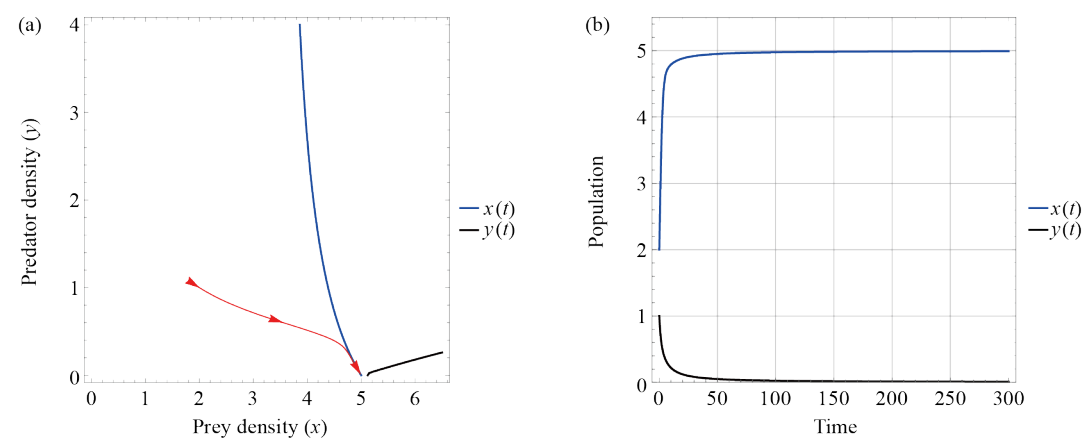 (a)
4
3
2
1
0
0 1 2 3 4 5 6
Predator density (y)
Prey density (x)
x(t)
y(t)
(b)
5
4
3
2
1
0
0 50 100 150 200 250 300
Population
Time
x(t)
y(t)